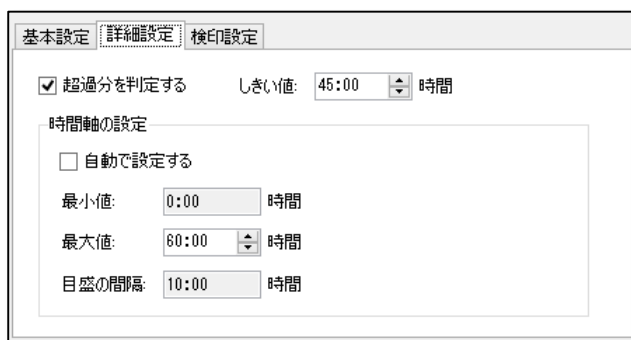 基本設定 詳細設定 検印設定
超過分を判定する しきい値: 45:00 時間
時間軸の設定
自動で設定する
最小値: 0:00 時間
最大値: 60:00 時間
目盛の間隔: 10:00 時間